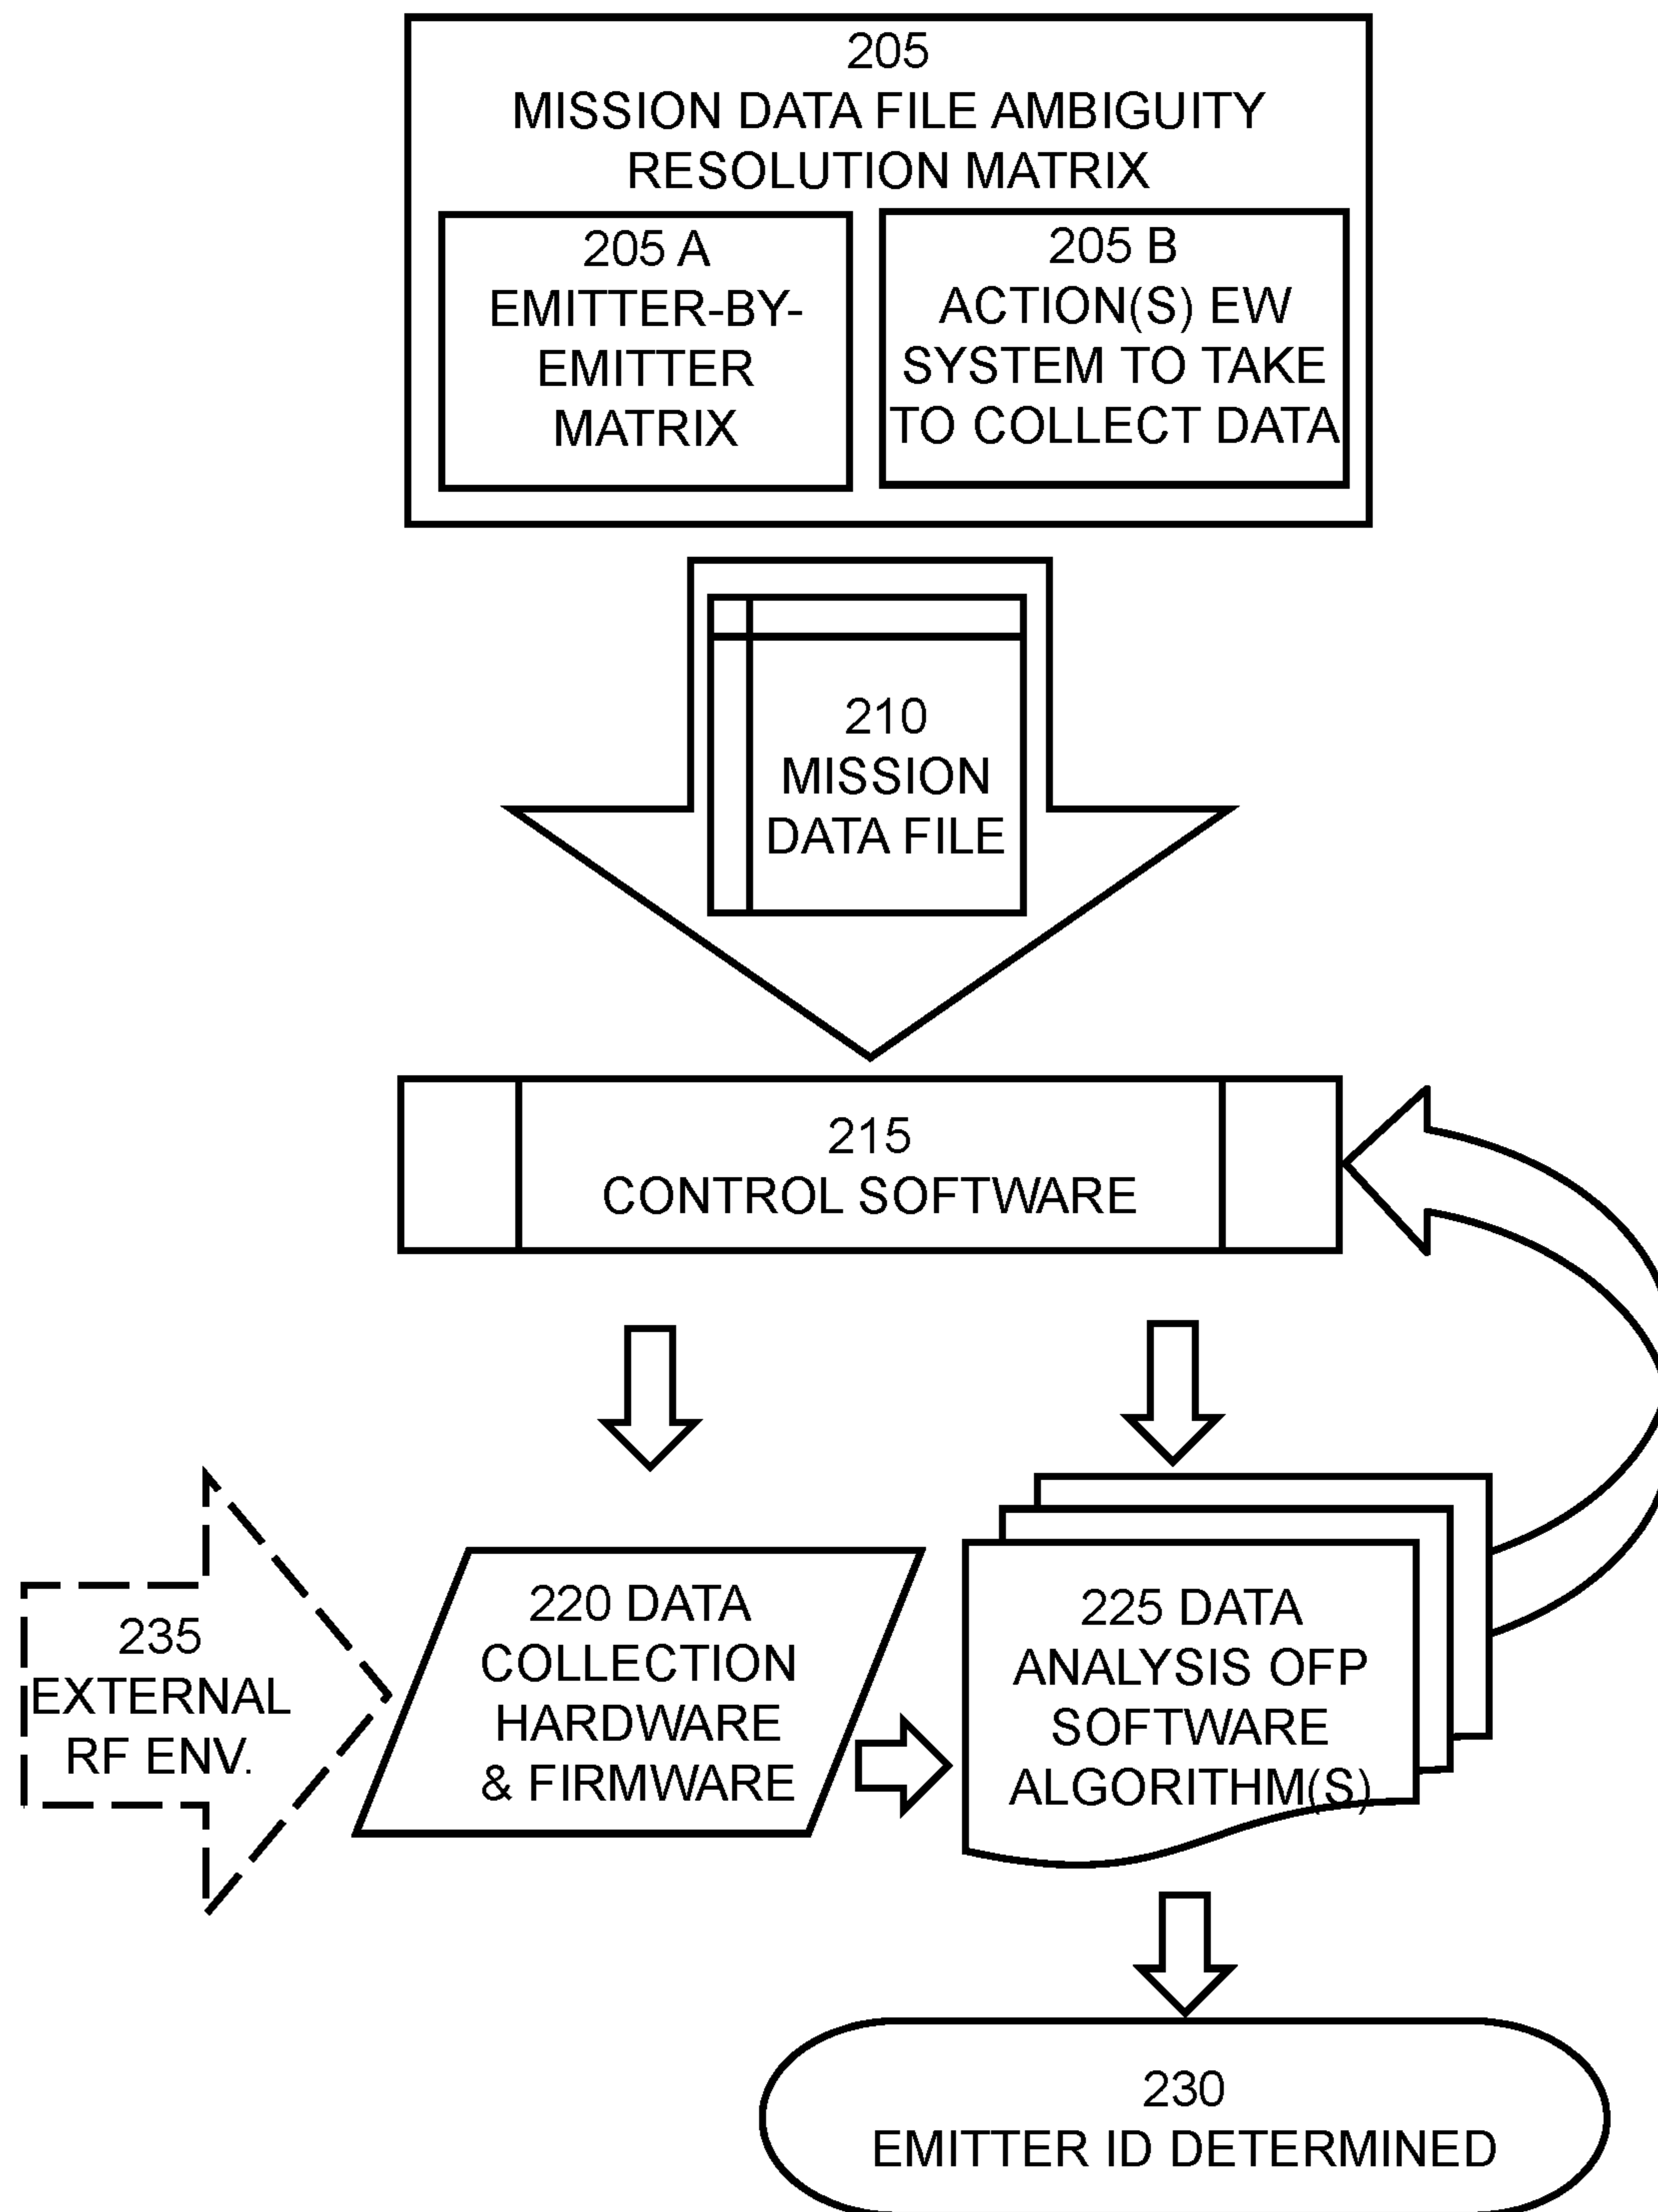 205
MISSION DATA FILE AMBIGUITY
RESOLUTION MATRIX
205 A
EMITTER-BY-
EMITTER
MATRIX
205 B
ACTION(S) EW
SYSTEM TO TAKE
TO COLLECT DATA
210
MISSION
DATA FILE
215
CONTROL SOFTWARE
235
EXTERNAL
RF ENV.
220 DATA
COLLECTION
HARDWARE
& FIRMWARE
225 DATA
ANALYSIS OFP
SOFTWARE
ALGORITHM(S)
230
EMITTER ID DETERMINED